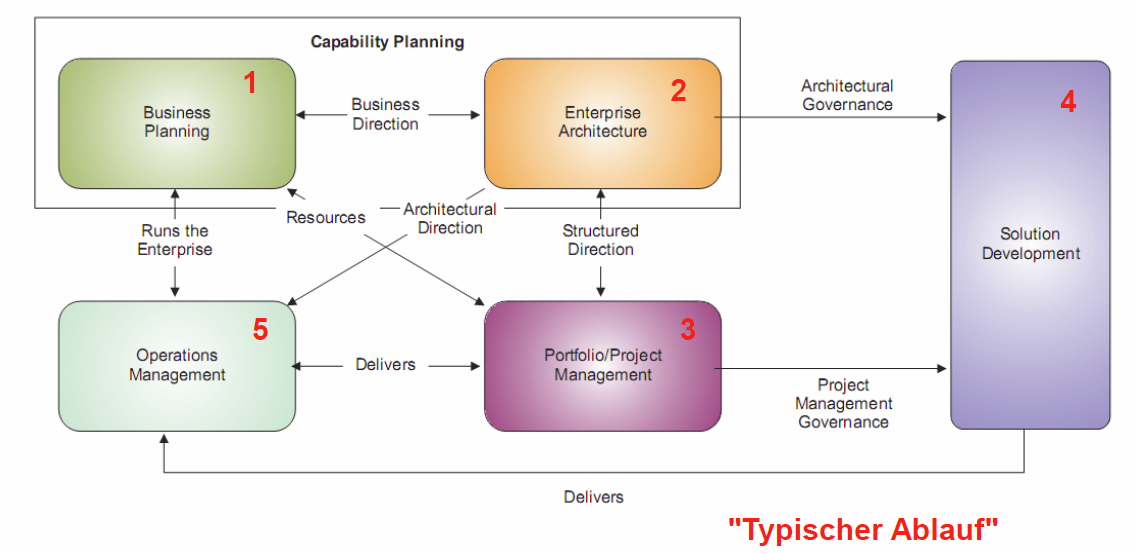 Capability Planning
1
Business
Planning
Business
Direction
2
Enterprise
Architecture
Architectural
Governance
4
Solution
Development
Runs the
Enterprise
Resources
Architectural
Direction
Structured
Direction
5
Operations
Management
Delivers
3
Portfolio/Project
Management
Project
Management
Governance
Delivers
"Typischer Ablauf"